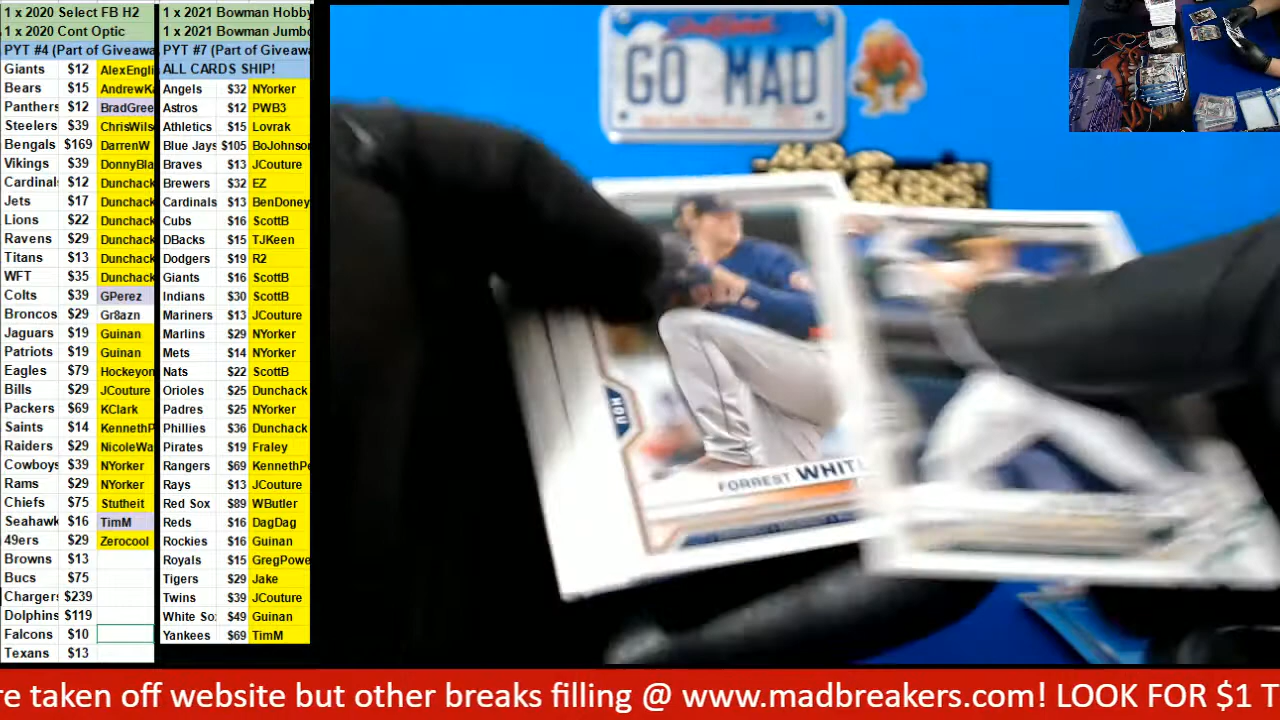 1 x 2020 Select FB H2
1 x 2020 Cont Optic
PYT #4 (Part of Giveawa
Giants $12 AlexEngli
Bears $15 AndrewKa
Panthers $12 BradGree
Steelers $39 ChrisWils
Bengals $169 DarrenW
Vikings $39 DonnyBla
Cardinal $12 Dunchack
Jets $17 Dunchack
Lions $22 Dunchack
Ravens $29 Dunchack
Titans $13 Dunchack
WFT $35 Dunchack
Colts $39 GPerez
Broncos $29 Gr8azn
Jaguars $19 Guinan
Patriots $19 Guinan
Eagles $79 Hockeyon
Bills $29 JCouture
Packers $69 KClark
Saints $14 KennethP
Raiders $29 NicoleWa
Cowboys $39 NYorker
Rams $29 NYorker
Chiefs $75 Stutheit
Seahawk $16 TimM
49ers $29 Zerocool
Browns $13
Bucs $75
Chargers $239
Dolphins $119
Falcons $10
Texans $13
1 x 2021 Bowman Hobby
1 x 2021 Bowman Jumbo
PYT #7 (Part of Giveawa
ALL CARDS SHIP!
Angels $32 NYorker
Astros $12 PWB3
Athletics $15 Lovrak
Blue Jays $105 BoJohnson
Braves $13 JCouture
Brewers $32 EZ
Cardinals $13 BenDoney
Cubs $16 ScottB
DBacks $15 TJKeen
Dodgers $19 R2
Giants $16 ScottB
Indians $30 ScottB
Mariners $13 JCouture
Marlins $29 NYorker
Mets $14 NYorker
Nats $22 ScottB
Orioles $25 Dunchack
Padres $25 NYorker
Phillies $36 Dunchack
Pirates $19 Fraley
Rangers $69 KennethPe
Rays $13 JCouture
Red Sox $89 WButler
Reds $16 DagDag
Rockies $16 Guinan
Royals $15 GregPowe
Tigers $29 Jake
Twins $39 JCouture
White So $49 Guinan
Yankees $69 TimM
GO MAD
HOU
FORREST WHITL
re taken off website but other breaks filling @ www.madbreakers.com! LOOK FOR $1 T